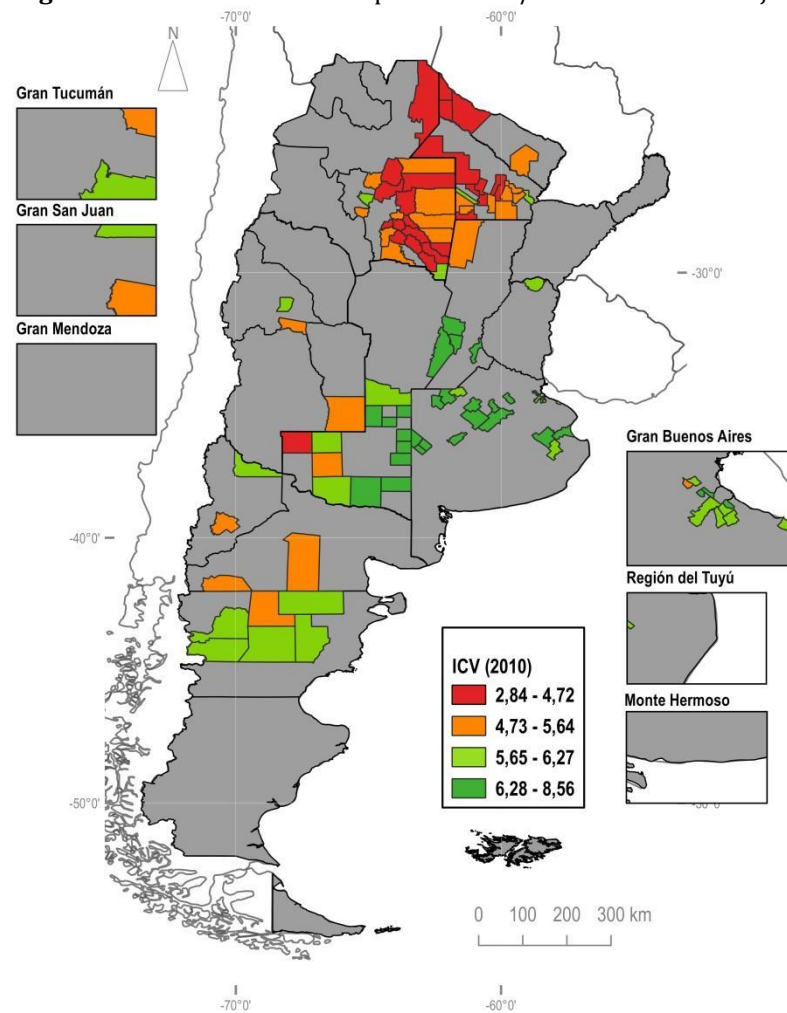 -70°0'
-60°0'
N
Gran Tucumán
Gran San Juan
-30°0'
Gran Mendoza
Gran Buenos Aires
-40°0'
Región del Tuyú
ICV (2010)
2,84 - 4,72
4,73 - 5,64
5,65 - 6,27
6,28 - 8,56
Monte Hermoso
-50°0'
0 100 200 300 km
-70°0'
-60°0'